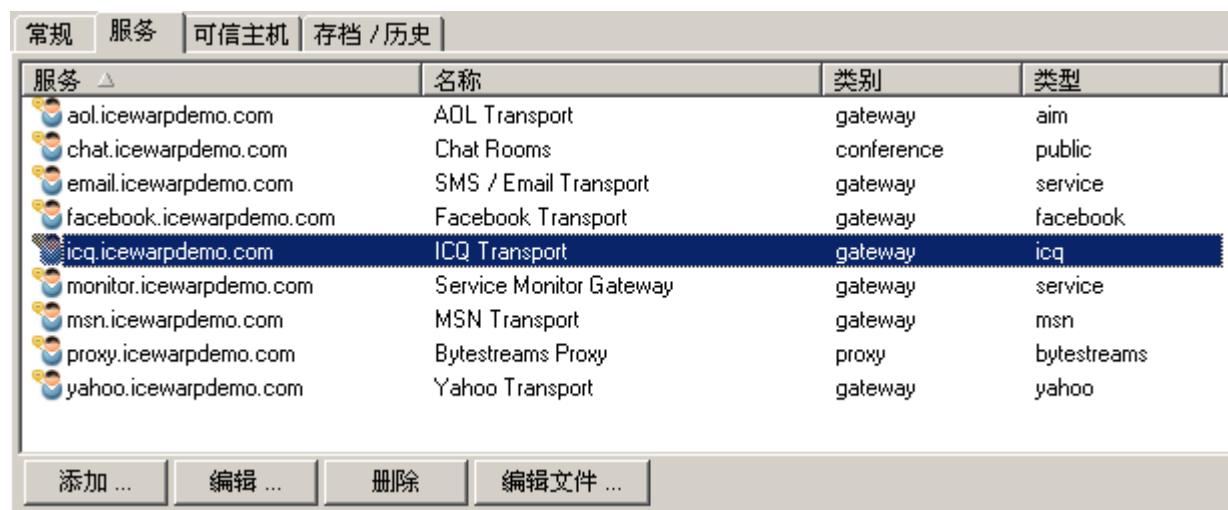 常规 服务 可信主机 存档 / 历史
服务 名称 类别 类型
aol.icewarpdemo.com AOL Transport gateway aim
chat.icewarpdemo.com Chat Rooms conference public
email.icewarpdemo.com SMS / Email Transport gateway service
facebook.icewarpdemo.com Facebook Transport gateway facebook
icq.icewarpdemo.com ICQ Transport gateway icq
monitor.icewarpdemo.com Service Monitor Gateway gateway service
msn.icewarpdemo.com MSN Transport gateway msn
proxy.icewarpdemo.com Bytestreams Proxy proxy bytestreams
yahoo.icewarpdemo.com Yahoo Transport gateway yahoo
添加 ... 编辑 ... 删除 编辑文件 ...